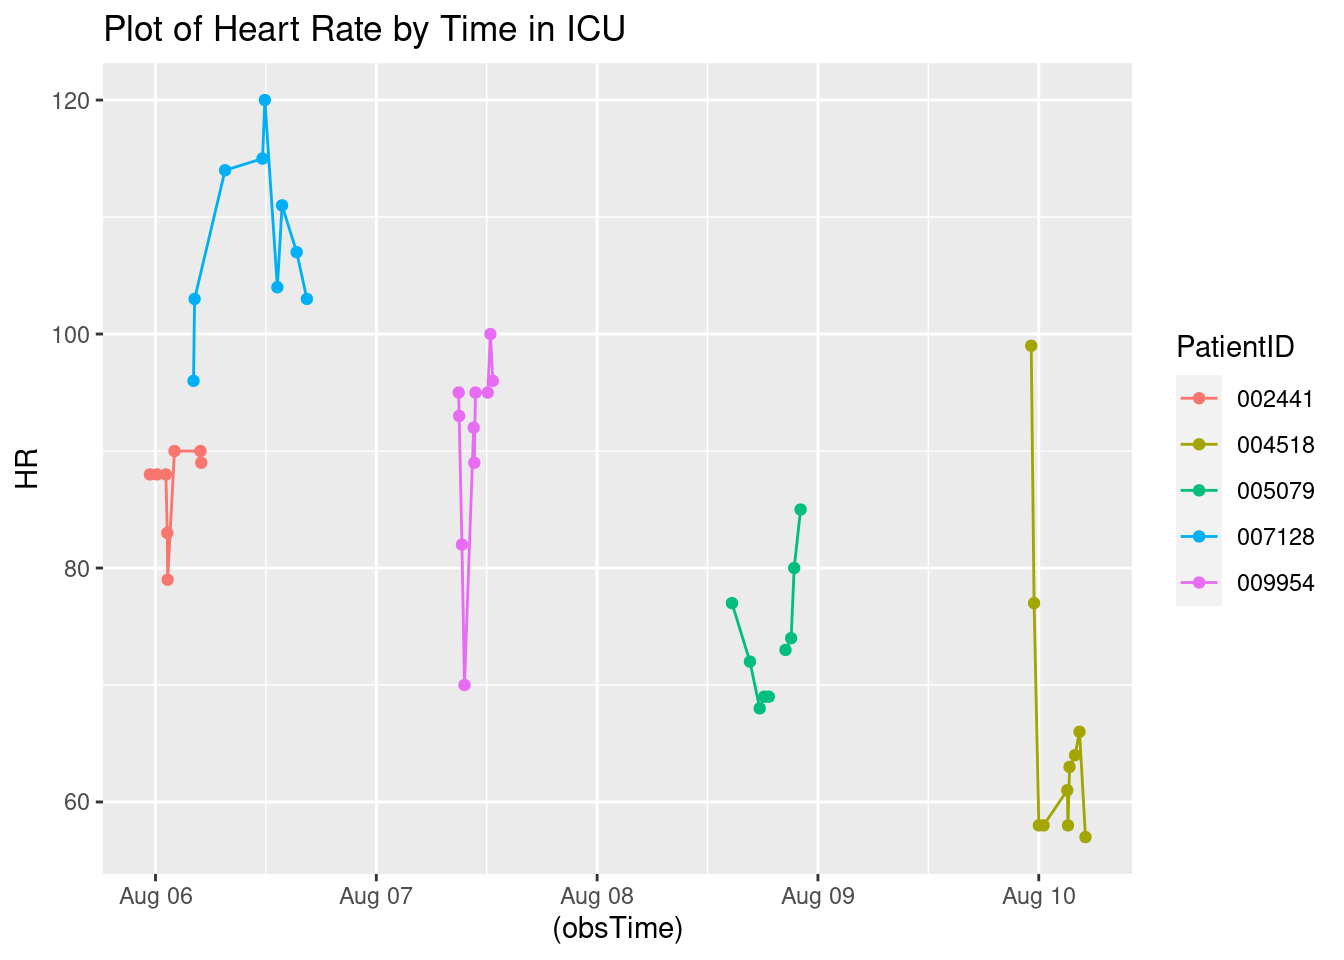 Plot of Heart Rate by Time in ICU
120
100
80
60
HR
Aug 06
Aug 07
Aug 08
Aug 09
Aug 10
(obsTime)
PatientID
002441
004518
005079
007128
009954